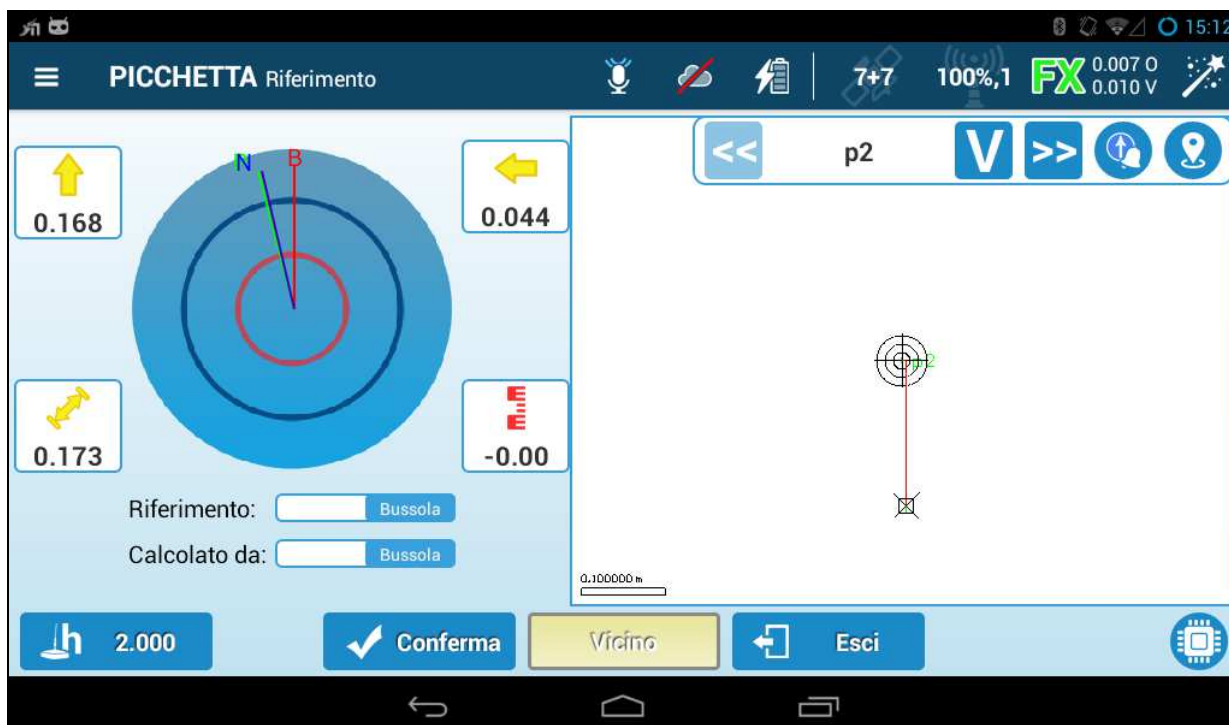 15:12
PICCHETTA Riferimento
7+7
100%,1
FX
0.007 O
0.010 V
<<
p2
V
>>
0.168
N
B
0.044
p2
0.173
-0.00
Riferimento:
Bussola
Calcolato da:
Bussola
0.100000 m
h
2.000
Conferma
Vicino
Esci